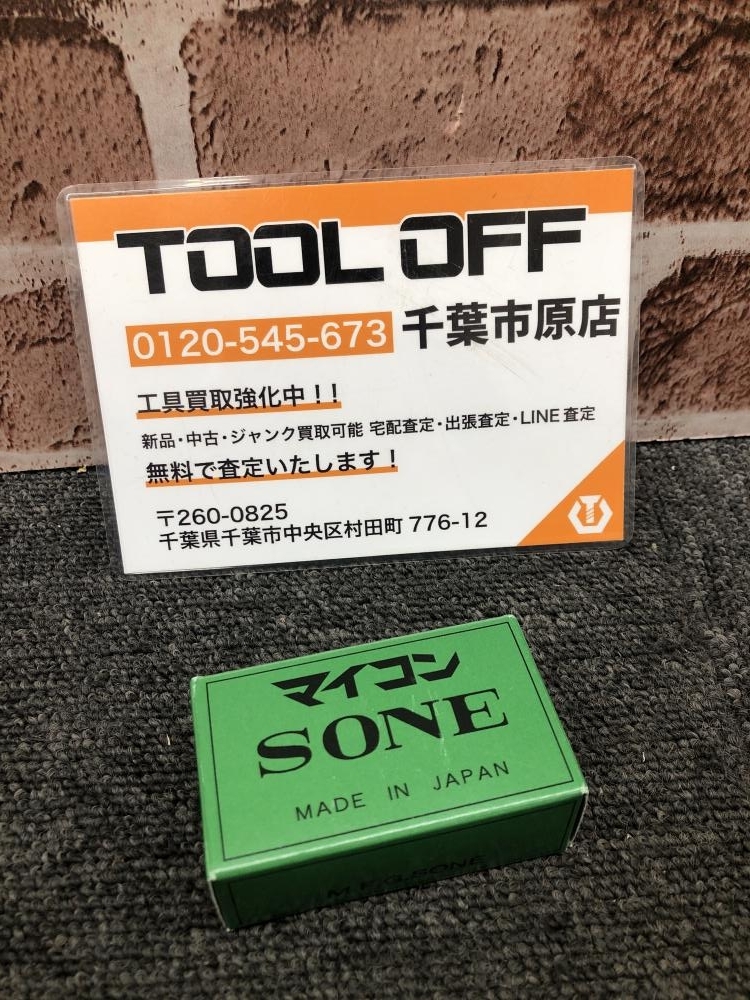 TOOL OFF
0120-545-673 千葉市原店
工具買取強化中！！
新品・中古・ジャンク買取可能 宅配査定・出張査定・LINE査定
無料で査定いたします！
〒260-0825
千葉県千葉市中央区村田町 776-12
マイコン
SONE
MADE IN JAPAN
M.F.G.SONE